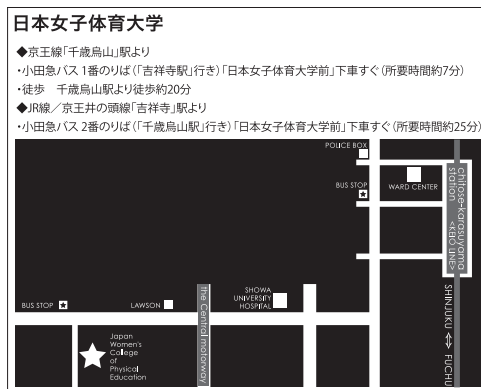 日本女子体育大学
◆京王線「千歳烏山」駅より
・小田急バス 1番のりば（「吉祥寺駅」行き）「日本女子体育大学前」下車すぐ（所要時間約7分）
・徒歩　千歳烏山駅より徒歩約20分
◆JR線／京王井の頭線「吉祥寺」駅より
・小田急バス 2番のりば（「千歳烏山駅」行き）「日本女子体育大学前」下車すぐ（所要時間約25分）
POLICE BOX
BUS STOP
WARD CENTER
chitose-karasuyama
station
<KEIO LINE>
SHINJUKU ⟺ FUCHU
BUS STOP
LAWSON
the Central motorway
SHOWA
UNIVERSITY
HOSPITAL
Japan
Women's
College
of
Physical
Education